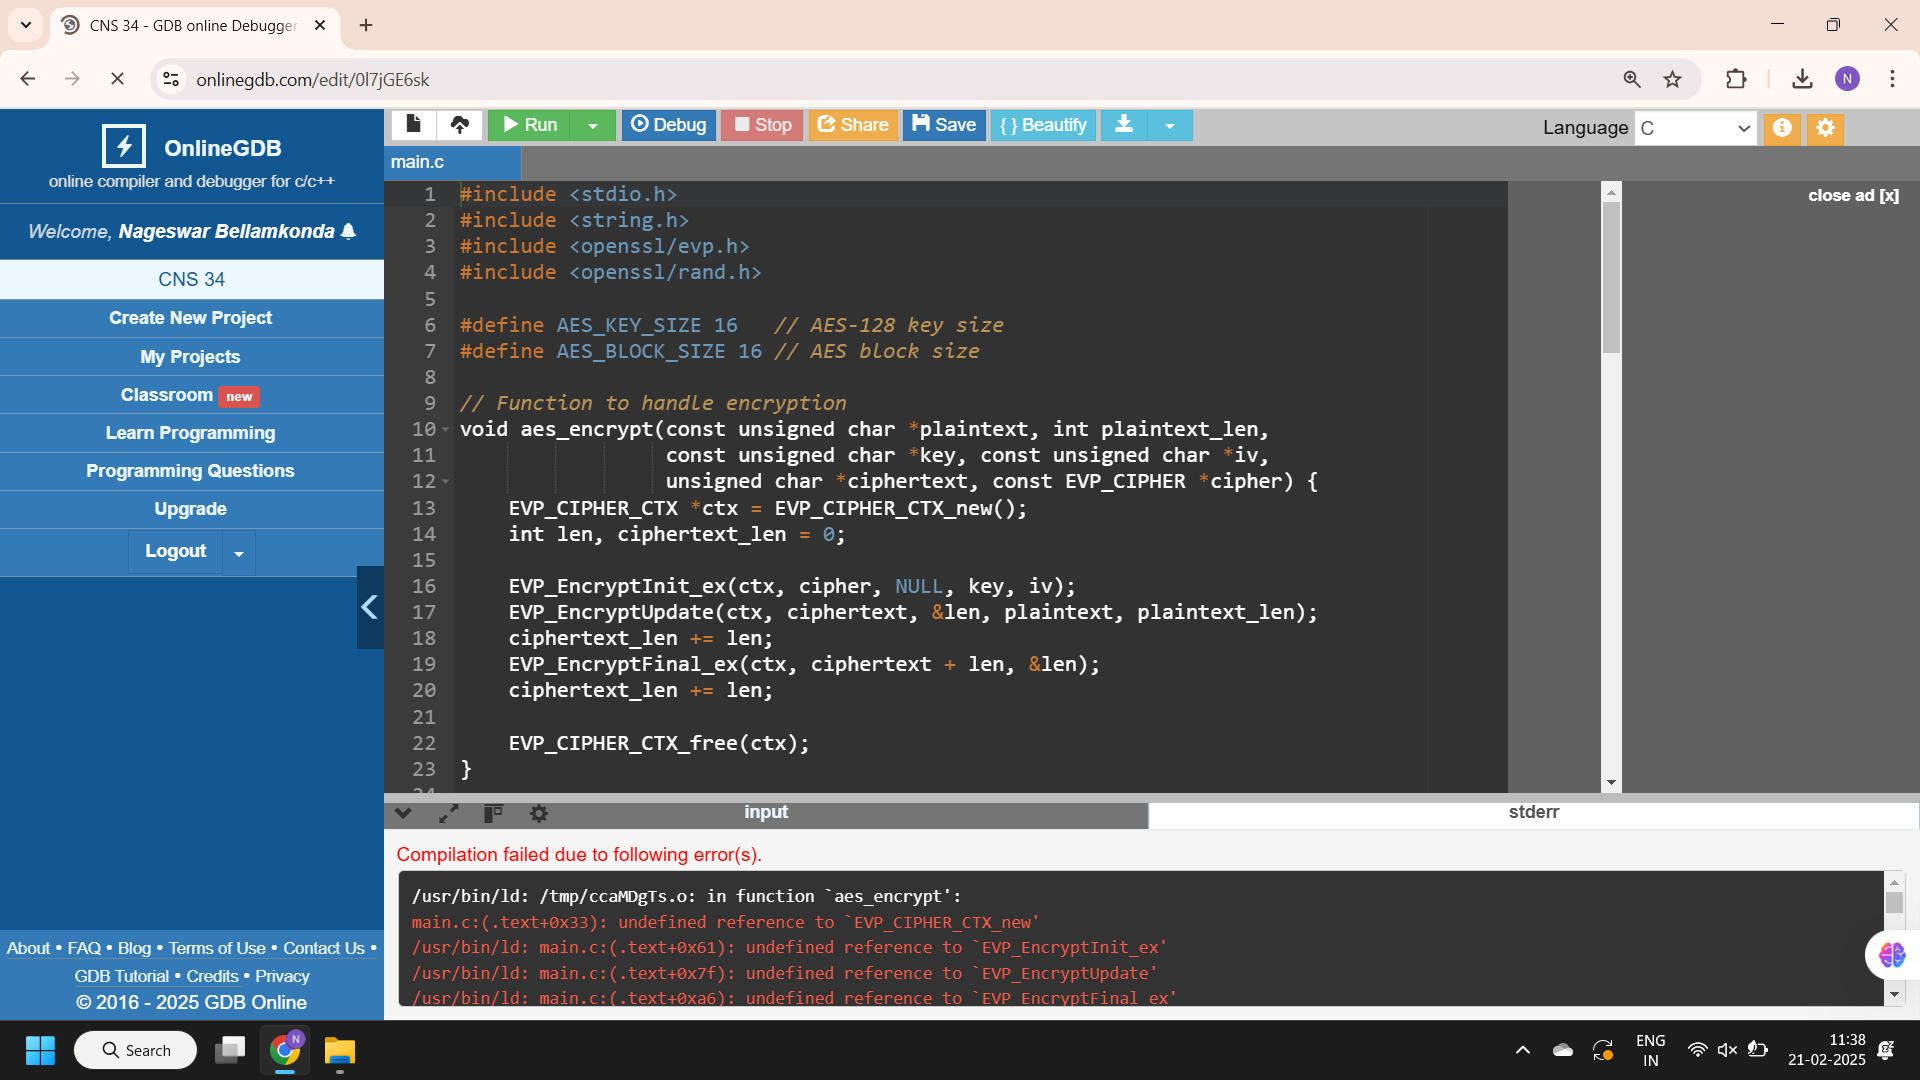 CNS 34 - GDB online Debugger
onlinegdb.com/edit/0l7jGE6sk
N
OnlineGDB
online compiler and debugger for c/c++
Welcome, Nageswar Bellamkonda
CNS 34
Create New Project
My Projects
Classroom new
Learn Programming
Programming Questions
Upgrade
Logout
About • FAQ • Blog • Terms of Use • Contact Us •
GDB Tutorial • Credits • Privacy
© 2016 - 2025 GDB Online
Run Debug Stop Share Save { } Beautify
Language C
main.c
close ad [x]
1 #include <stdio.h>
2 #include <string.h>
3 #include <openssl/evp.h>
4 #include <openssl/rand.h>
5
6 #define AES_KEY_SIZE 16 // AES-128 key size
7 #define AES_BLOCK_SIZE 16 // AES block size
8
9 // Function to handle encryption
10 void aes_encrypt(const unsigned char *plaintext, int plaintext_len,
11 const unsigned char *key, const unsigned char *iv,
12 unsigned char *ciphertext, const EVP_CIPHER *cipher) {
13 EVP_CIPHER_CTX *ctx = EVP_CIPHER_CTX_new();
14 int len, ciphertext_len = 0;
15
16 EVP_EncryptInit_ex(ctx, cipher, NULL, key, iv);
17 EVP_EncryptUpdate(ctx, ciphertext, &len, plaintext, plaintext_len);
18 ciphertext_len += len;
19 EVP_EncryptFinal_ex(ctx, ciphertext + len, &len);
20 ciphertext_len += len;
21
22 EVP_CIPHER_CTX_free(ctx);
23 }
24
input
stderr
Compilation failed due to following error(s).
/usr/bin/ld: /tmp/ccaMDgTs.o: in function `aes_encrypt':
main.c:(.text+0x33): undefined reference to `EVP_CIPHER_CTX_new'
/usr/bin/ld: main.c:(.text+0x61): undefined reference to `EVP_EncryptInit_ex'
/usr/bin/ld: main.c:(.text+0x7f): undefined reference to `EVP_EncryptUpdate'
/usr/bin/ld: main.c:(.text+0xa6): undefined reference to `EVP_EncryptFinal_ex'
Search
N
ENG
IN
11:38
21-02-2025